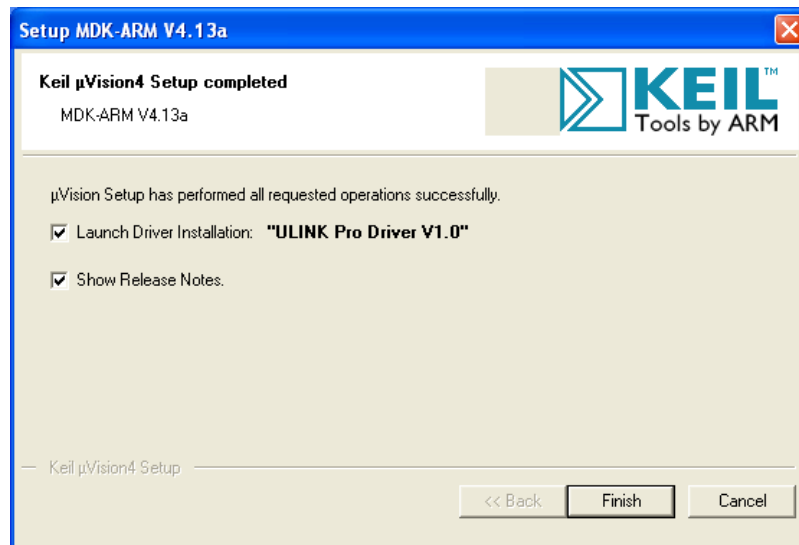 Setup MDK-ARM V4.13a
Keil µVision4 Setup completed
MDK-ARM V4.13a
KEIL™
Tools by ARM
µVision Setup has performed all requested operations successfully.
Launch Driver Installation: "ULINK Pro Driver V1.0"
Show Release Notes.
Keil µVision4 Setup
<< Back Finish Cancel